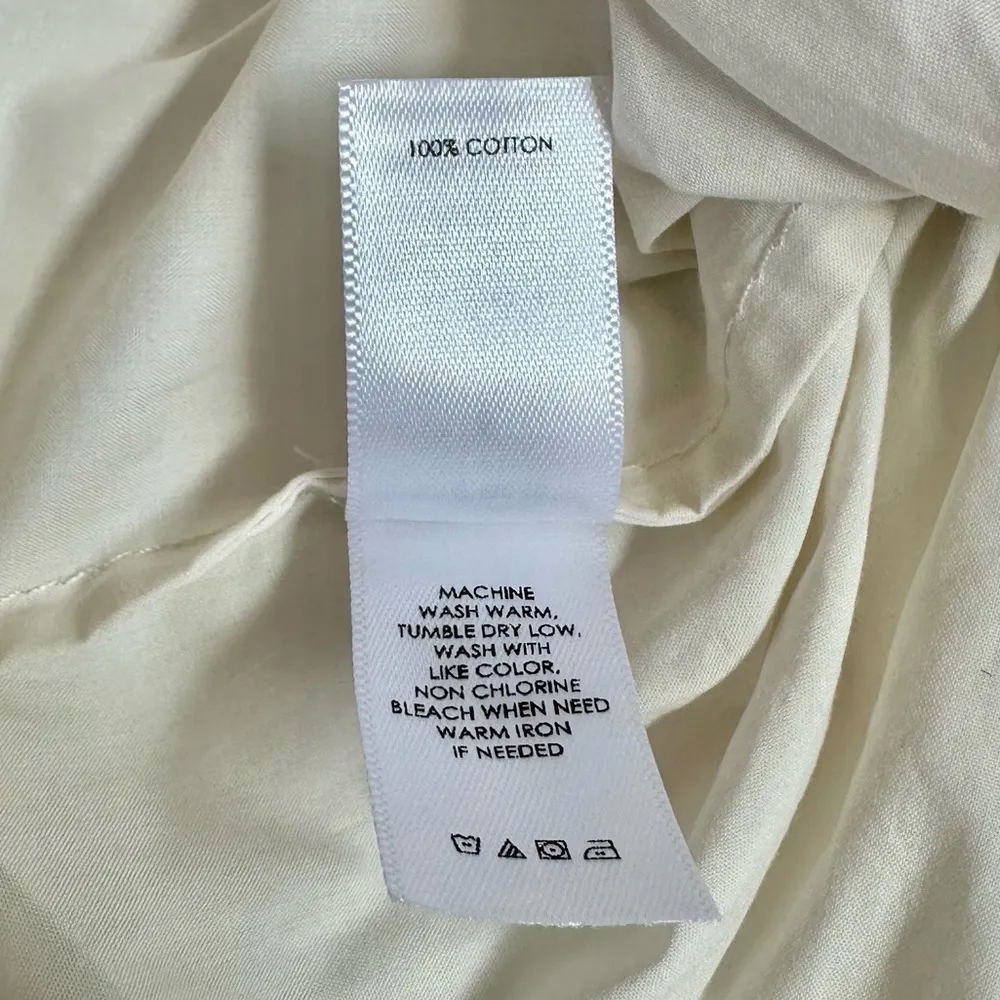 100% COTTON
MACHINE
WASH WARM,
TUMBLE DRY LOW,
WASH WITH
LIKE COLOR,
NON CHLORINE
BLEACH WHEN NEED
WARM IRON
IF NEEDED